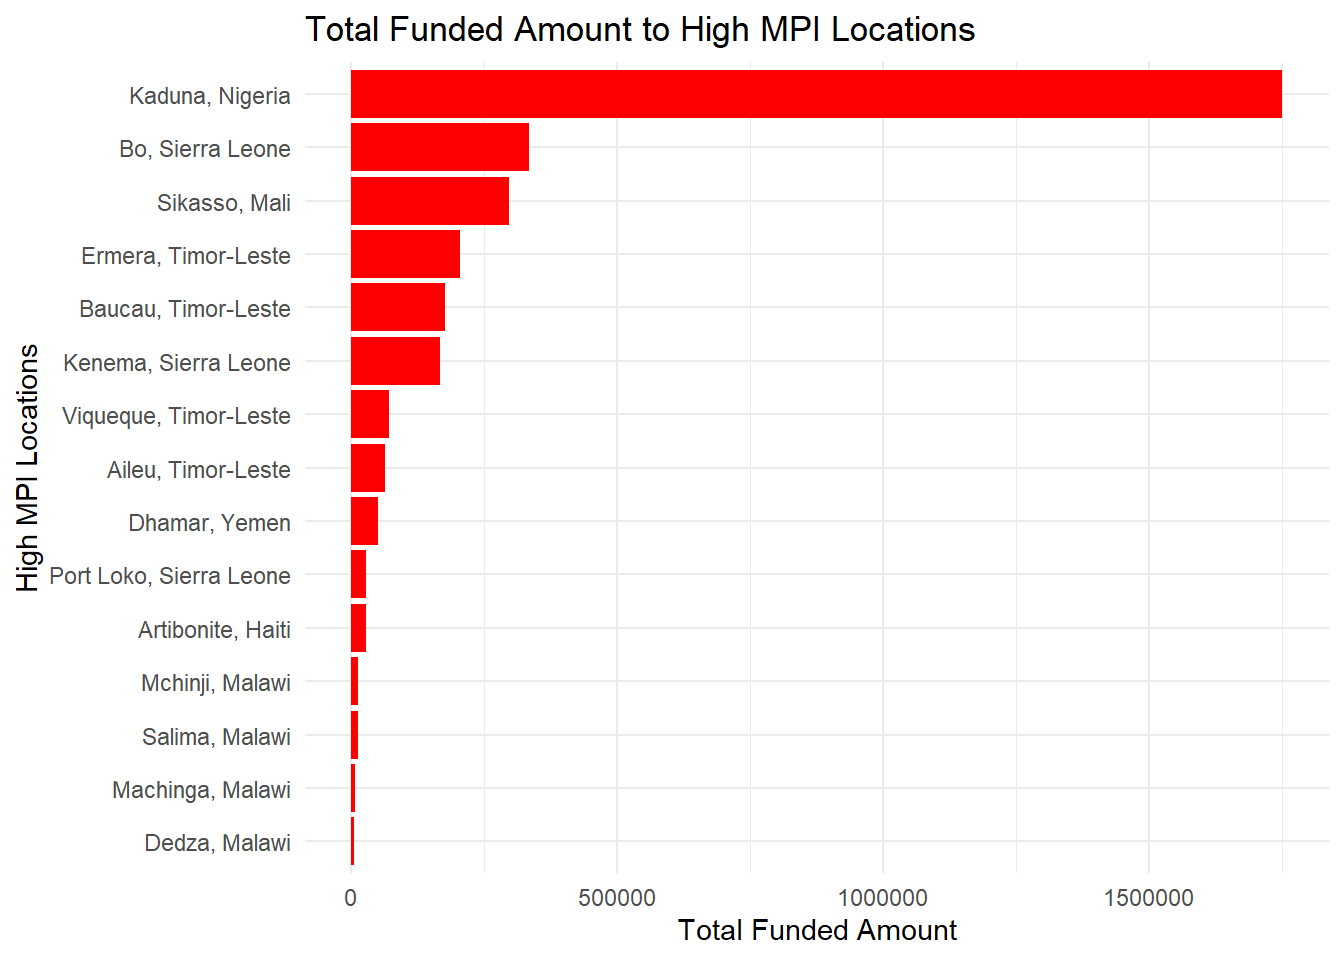 Total Funded Amount to High MPI Locations
High MPI Locations
Kaduna, Nigeria
Bo, Sierra Leone
Sikasso, Mali
Ermera, Timor-Leste
Baucau, Timor-Leste
Kenema, Sierra Leone
Viqueque, Timor-Leste
Aileu, Timor-Leste
Dhamar, Yemen
Port Loko, Sierra Leone
Artibonite, Haiti
Mchinji, Malawi
Salima, Malawi
Machinga, Malawi
Dedza, Malawi
0 500000 1000000 1500000
Total Funded Amount